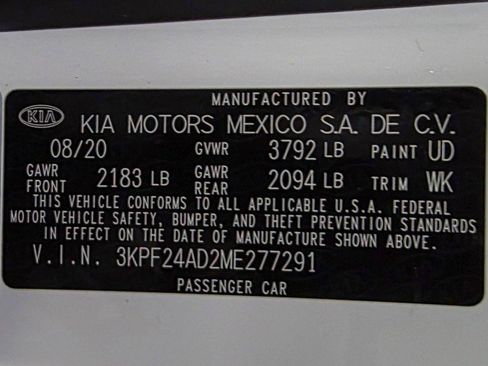 MANUFACTURED BY
KIA KIA MOTORS MEXICO S.A. DE C.V.
08/20 GVWR 3792 LB PAINT UD
GAWR FRONT 2183 LB GAWR REAR 2094 LB TRIM WK
THIS VEHICLE CONFORMS TO ALL APPLICABLE U.S.A. FEDERAL
MOTOR VEHICLE SAFETY, BUMPER, AND THEFT PREVENTION STANDARDS
IN EFFECT ON THE DATE OF MANUFACTURE SHOWN ABOVE.
V.I.N. 3KPF24AD2ME277291
PASSENGER CAR